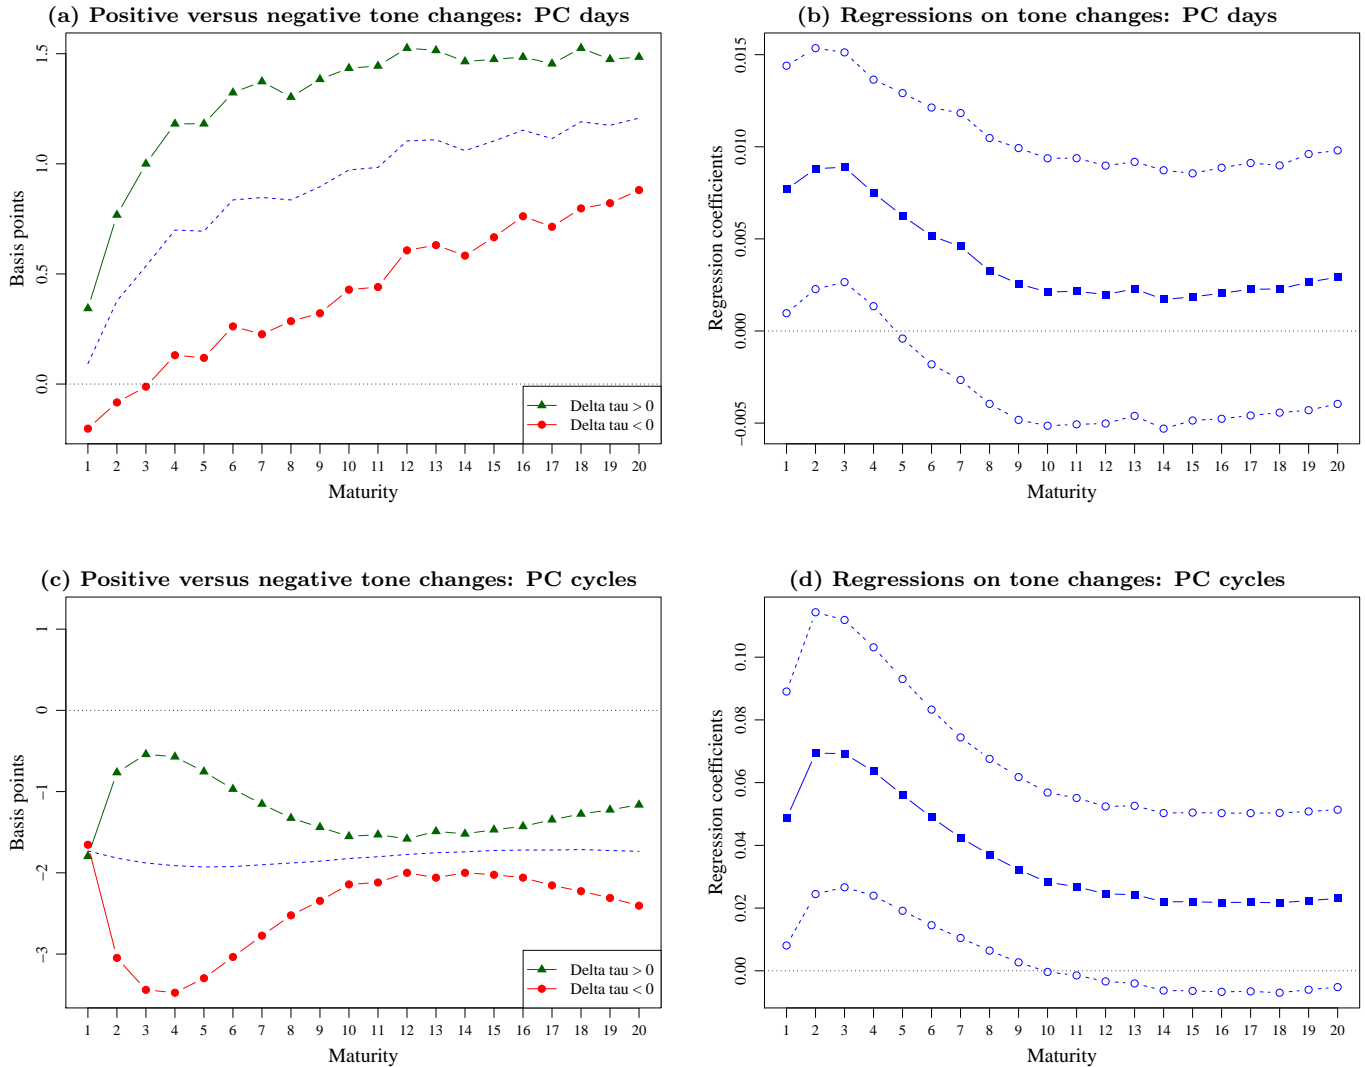 (a) Positive versus negative tone changes: PC days
Basis points
1.5
1.0
0.5
0.0
Delta tau > 0
Delta tau < 0
1 2 3 4 5 6 7 8 9 10 11 12 13 14 15 16 17 18 19 20
Maturity
(b) Regressions on tone changes: PC days
Regression coefficients
0.015
0.010
0.005
0.000
−0.005
1 2 3 4 5 6 7 8 9 10 11 12 13 14 15 16 17 18 19 20
Maturity
(c) Positive versus negative tone changes: PC cycles
Basis points
1
0
−1
−2
−3
Delta tau > 0
Delta tau < 0
1 2 3 4 5 6 7 8 9 10 11 12 13 14 15 16 17 18 19 20
Maturity
(d) Regressions on tone changes: PC cycles
Regression coefficients
0.10
0.08
0.06
0.04
0.02
0.00
1 2 3 4 5 6 7 8 9 10 11 12 13 14 15 16 17 18 19 20
Maturity